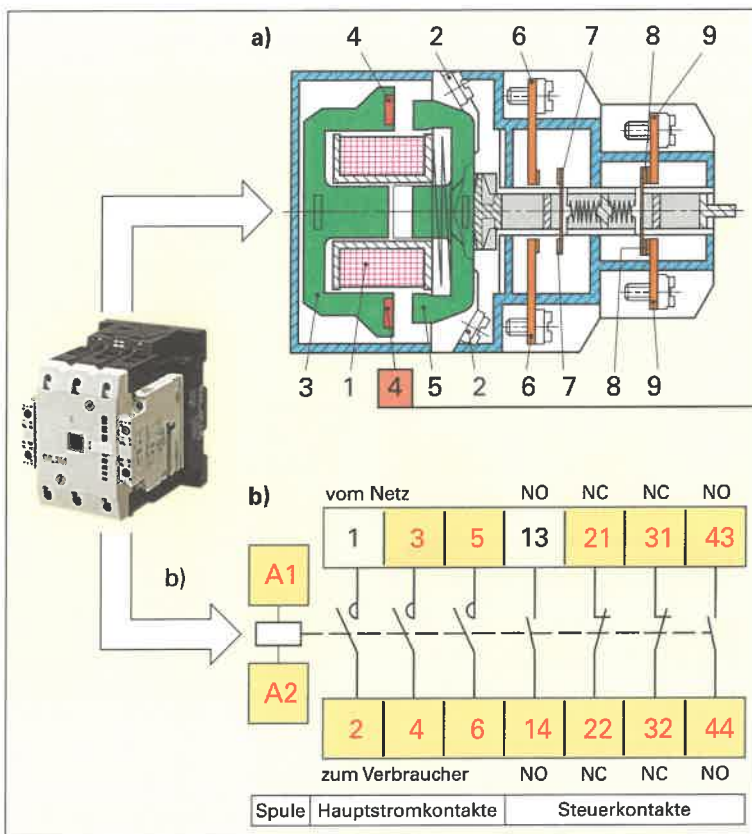 a)
4 2 6 7 8 9
3 1 4 5 2 6 7 8 9
b)
vom Netz NO NC NC NO
1 3 5 13 21 31 43
b)
A1
A2
2 4 6 14 22 32 44
zum Verbraucher NO NC NC NO
Spule Hauptstromkontakte Steuerkontakte